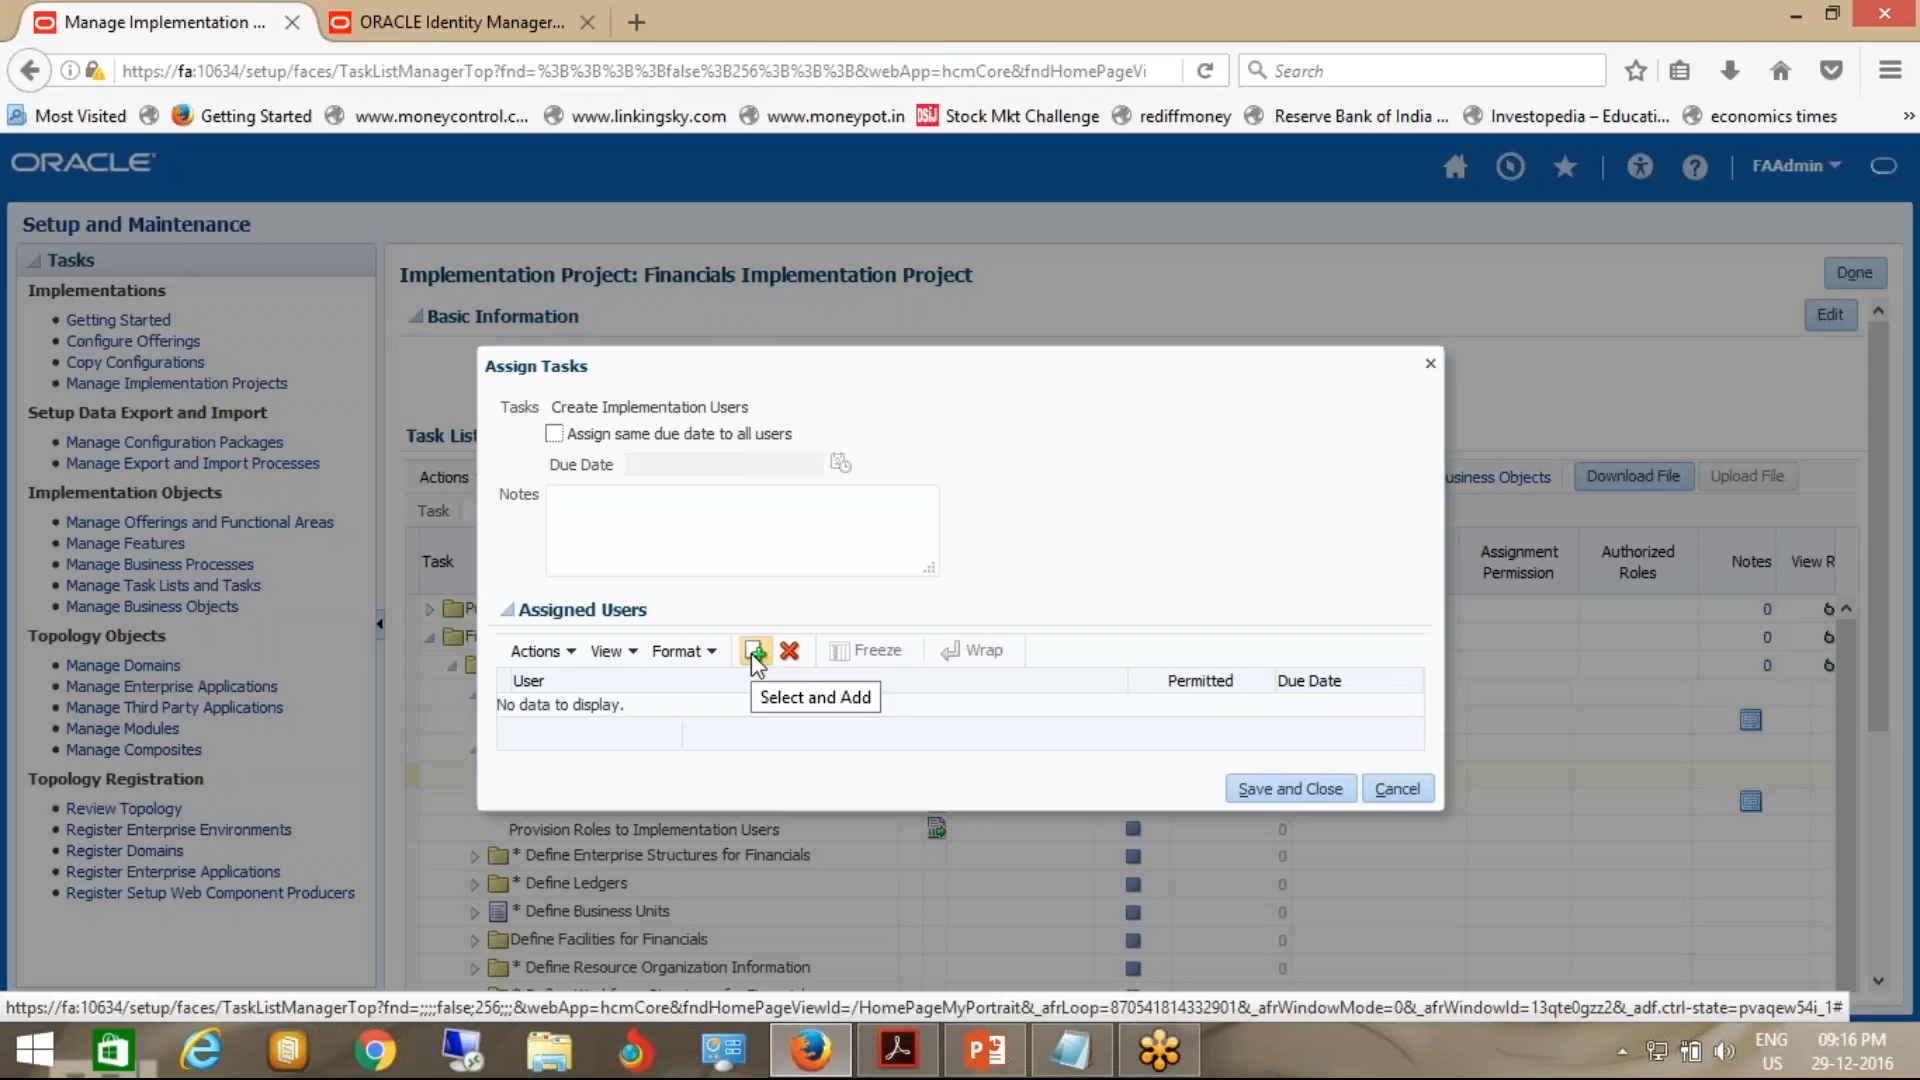 Manage Implementation ...
ORACLE Identity Manager...
https://fa:10634/setup/faces/TaskListManagerTop?fnd=%3B%3B%3B%3Bfalse%3B256%3B%3B%3B&webApp=hcmCore&fndHomePageVi
Search
Most Visited
Getting Started
www.moneycontrol.c...
www.linkingsky.com
www.moneypot.in
DSIJ
Stock Mkt Challenge
rediffmoney
Reserve Bank of India ...
Investopedia – Educati...
economics times
»
ORACLE
FAAdmin
Setup and Maintenance
Tasks
Implementations
Getting Started
Configure Offerings
Copy Configurations
Manage Implementation Projects
Setup Data Export and Import
Manage Configuration Packages
Manage Export and Import Processes
Implementation Objects
Manage Offerings and Functional Areas
Manage Features
Manage Business Processes
Manage Task Lists and Tasks
Manage Business Objects
Topology Objects
Manage Domains
Manage Enterprise Applications
Manage Third Party Applications
Manage Modules
Manage Composites
Topology Registration
Review Topology
Register Enterprise Environments
Register Domains
Register Enterprise Applications
Register Setup Web Component Producers
Implementation Project: Financials Implementation Project
Done
Basic Information
Edit
Task List
Actions
usiness Objects
Download File
Upload File
Task
Task
Assignment Permission
Authorized Roles
Notes
View R
0
0
0
Assign Tasks
Tasks Create Implementation Users
Assign same due date to all users
Due Date
Notes
Assigned Users
Actions
View
Format
Freeze
Wrap
User
Permitted
Due Date
No data to display.
Select and Add
Save and Close
Cancel
Provision Roles to Implementation Users
0
* Define Enterprise Structures for Financials
0
* Define Ledgers
0
* Define Business Units
0
Define Facilities for Financials
0
* Define Resource Organization Information
0
https://fa:10634/setup/faces/TaskListManagerTop?fnd=;;;;false;256;;;&webApp=hcmCore&fndHomePageViewId=/HomePageMyPortrait&_afrLoop=870541814332901&_afrWindowMode=0&_afrWindowId=13qte0gzz2&_adf.ctrl-state=pvaqew54i_1#
ENG
US
09:16 PM
29-12-2016